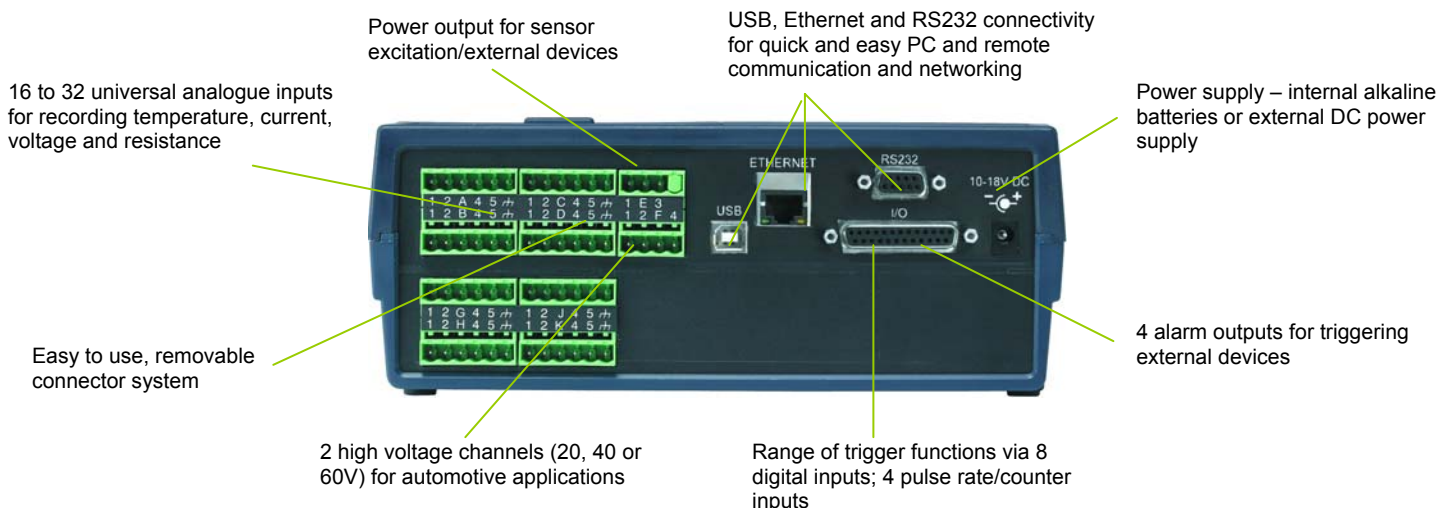 Power output for sensor
excitation/external devices
USB, Ethernet and RS232 connectivity
for quick and easy PC and remote
communication and networking
16 to 32 universal analogue inputs
for recording temperature, current,
voltage and resistance
Power supply – internal alkaline
batteries or external DC power
supply
ETHERNET
RS232
10-18V DC
- +
USB
I/O
1 2 A 4 5
1 2 B 4 5
1 2 C 4 5
1 2 D 4 5
1 E 3
1 2 F 4
1 2 G 4 5
1 2 H 4 5
1 2 J 4 5
1 2 K 4 5
Easy to use, removable
connector system
4 alarm outputs for triggering
external devices
2 high voltage channels (20, 40 or
60V) for automotive applications
Range of trigger functions via 8
digital inputs; 4 pulse rate/counter
inputs